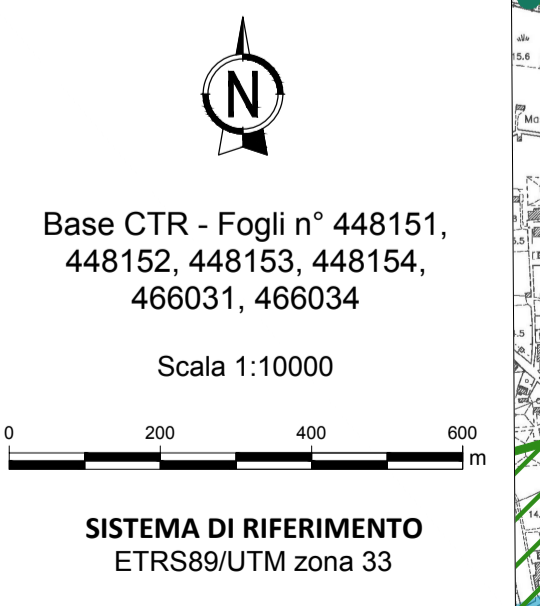 N
Base CTR - Fogli n° 448151,
448152, 448153, 448154,
466031, 466034
Scala 1:10000
0 200 400 600
m
SISTEMA DI RIFERIMENTO
ETRS89/UTM zona 33
15.6
Ma